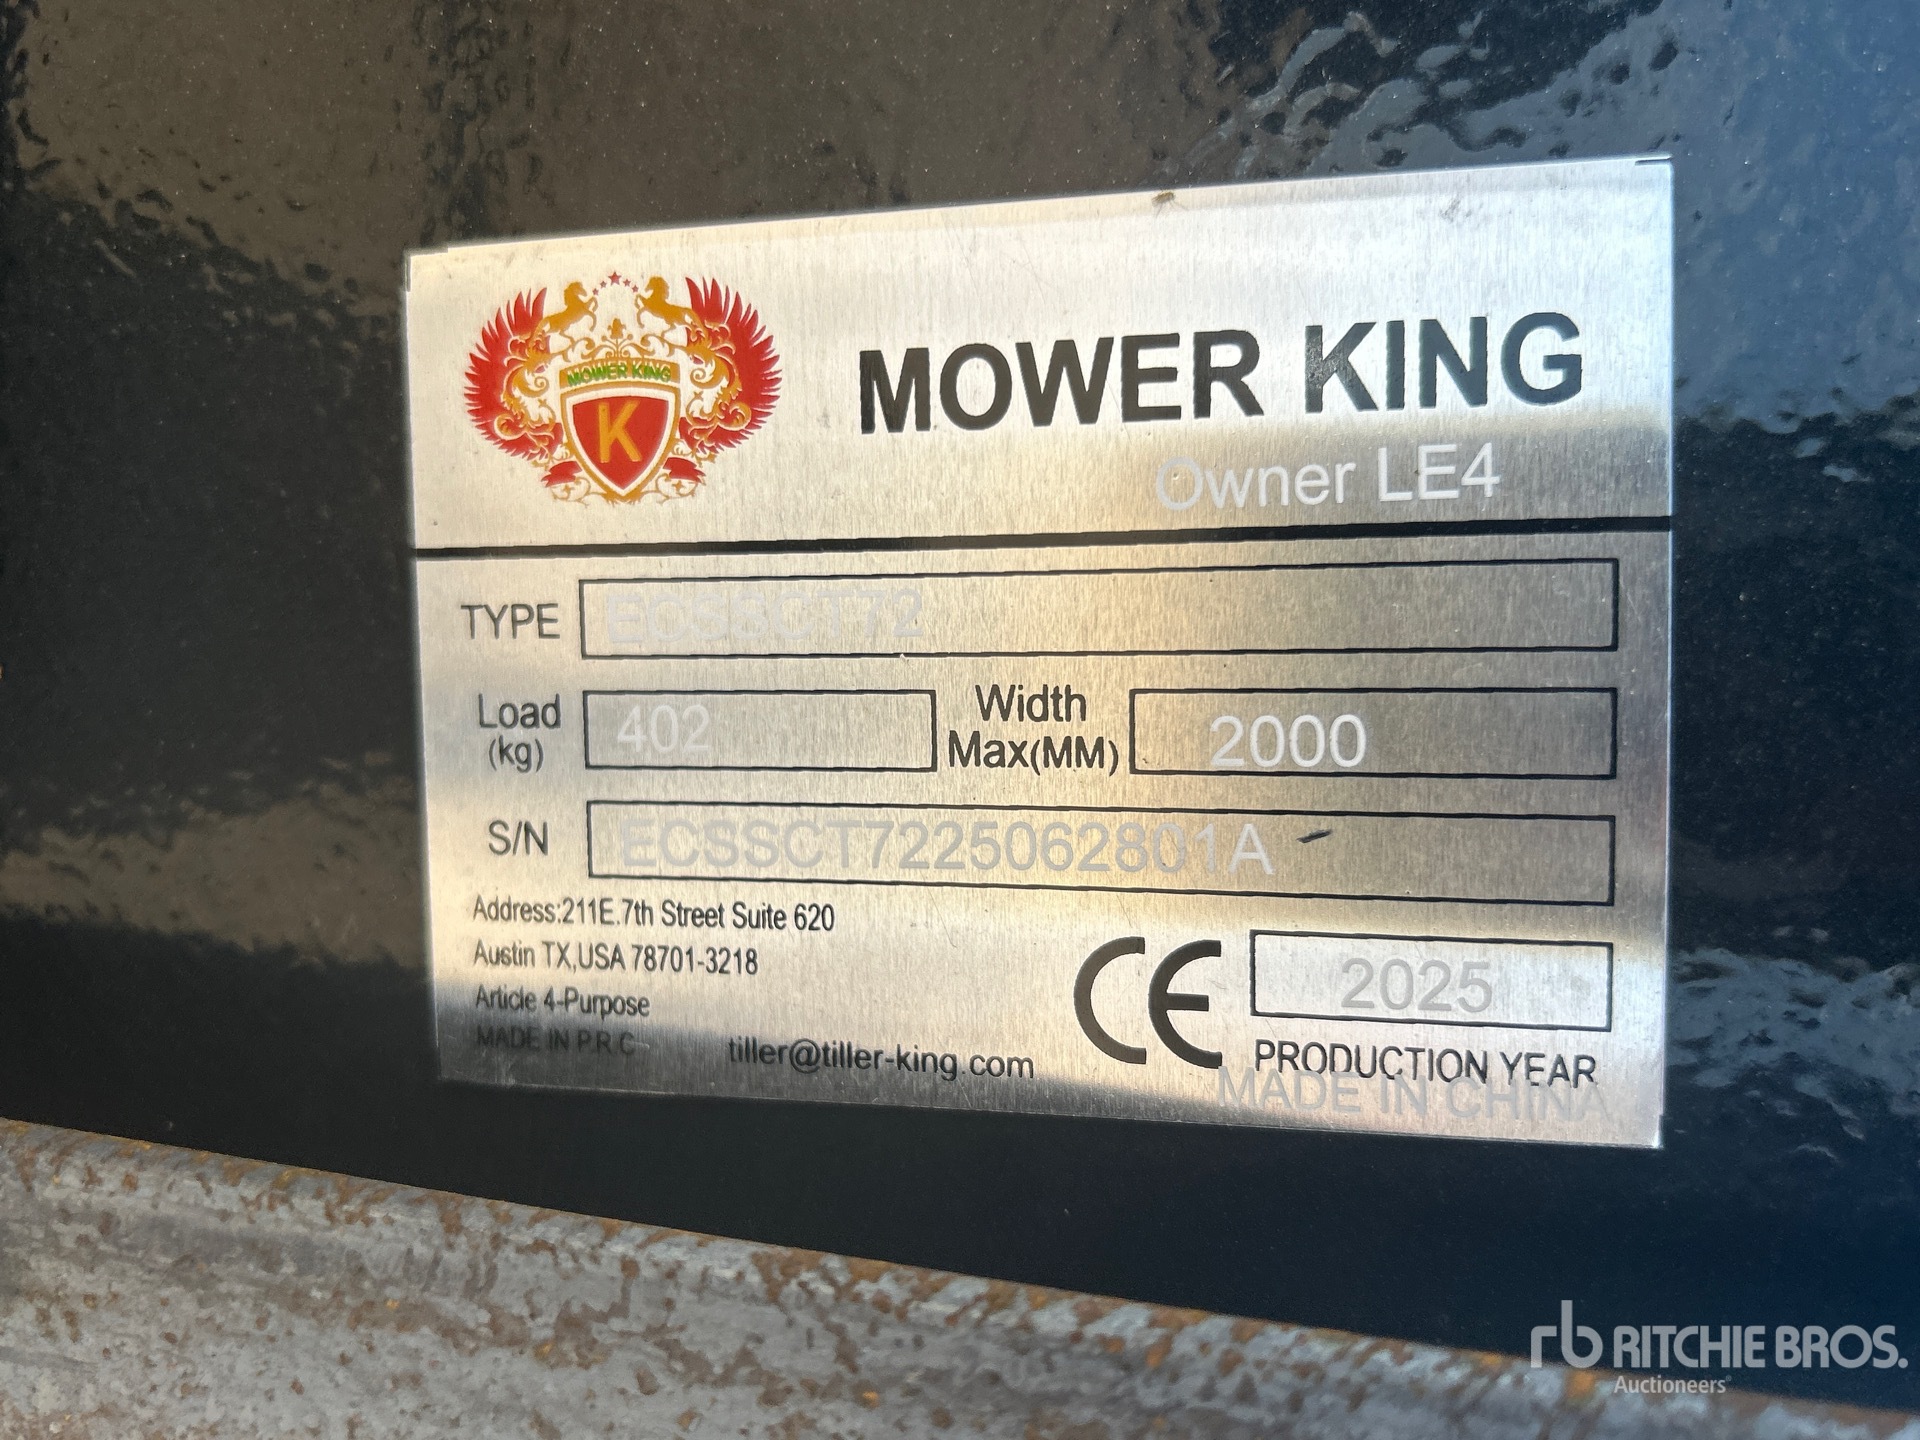 MOWER KING
K
MOWER KING
Owner LE4
TYPE ECSSCT72
Load (kg) 402
Width Max(MM) 2000
S/N ECSSCT7225062801A
Address:211E.7th Street Suite 620
Austin TX,USA 78701-3218
Article 4-Purpose
MADE IN P.R.C
tiller@tiller-king.com
CE
2025
PRODUCTION YEAR
MADE IN CHINA
rb RITCHIE BROS.
Auctioneers